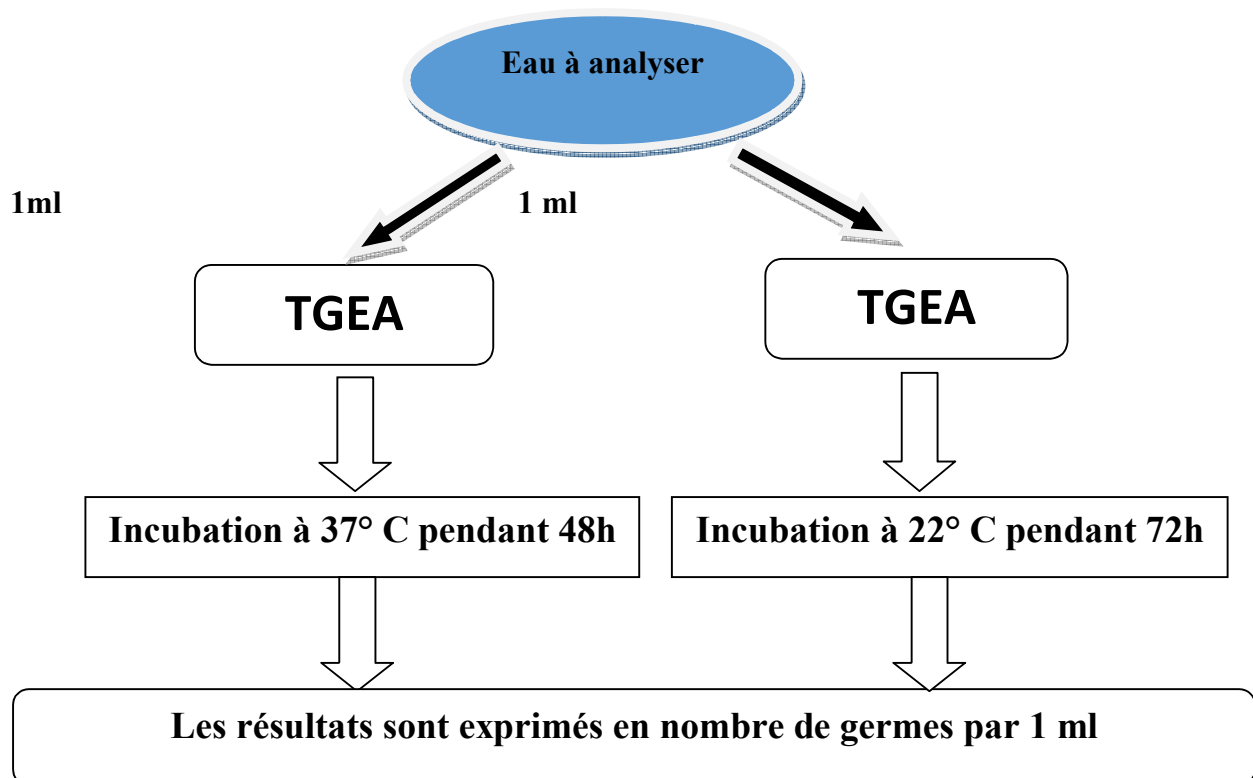 Eau à analyser
1ml
1 ml
TGEA
TGEA
Incubation à 37° C pendant 48h
Incubation à 22° C pendant 72h
Les résultats sont exprimés en nombre de germes par 1 ml